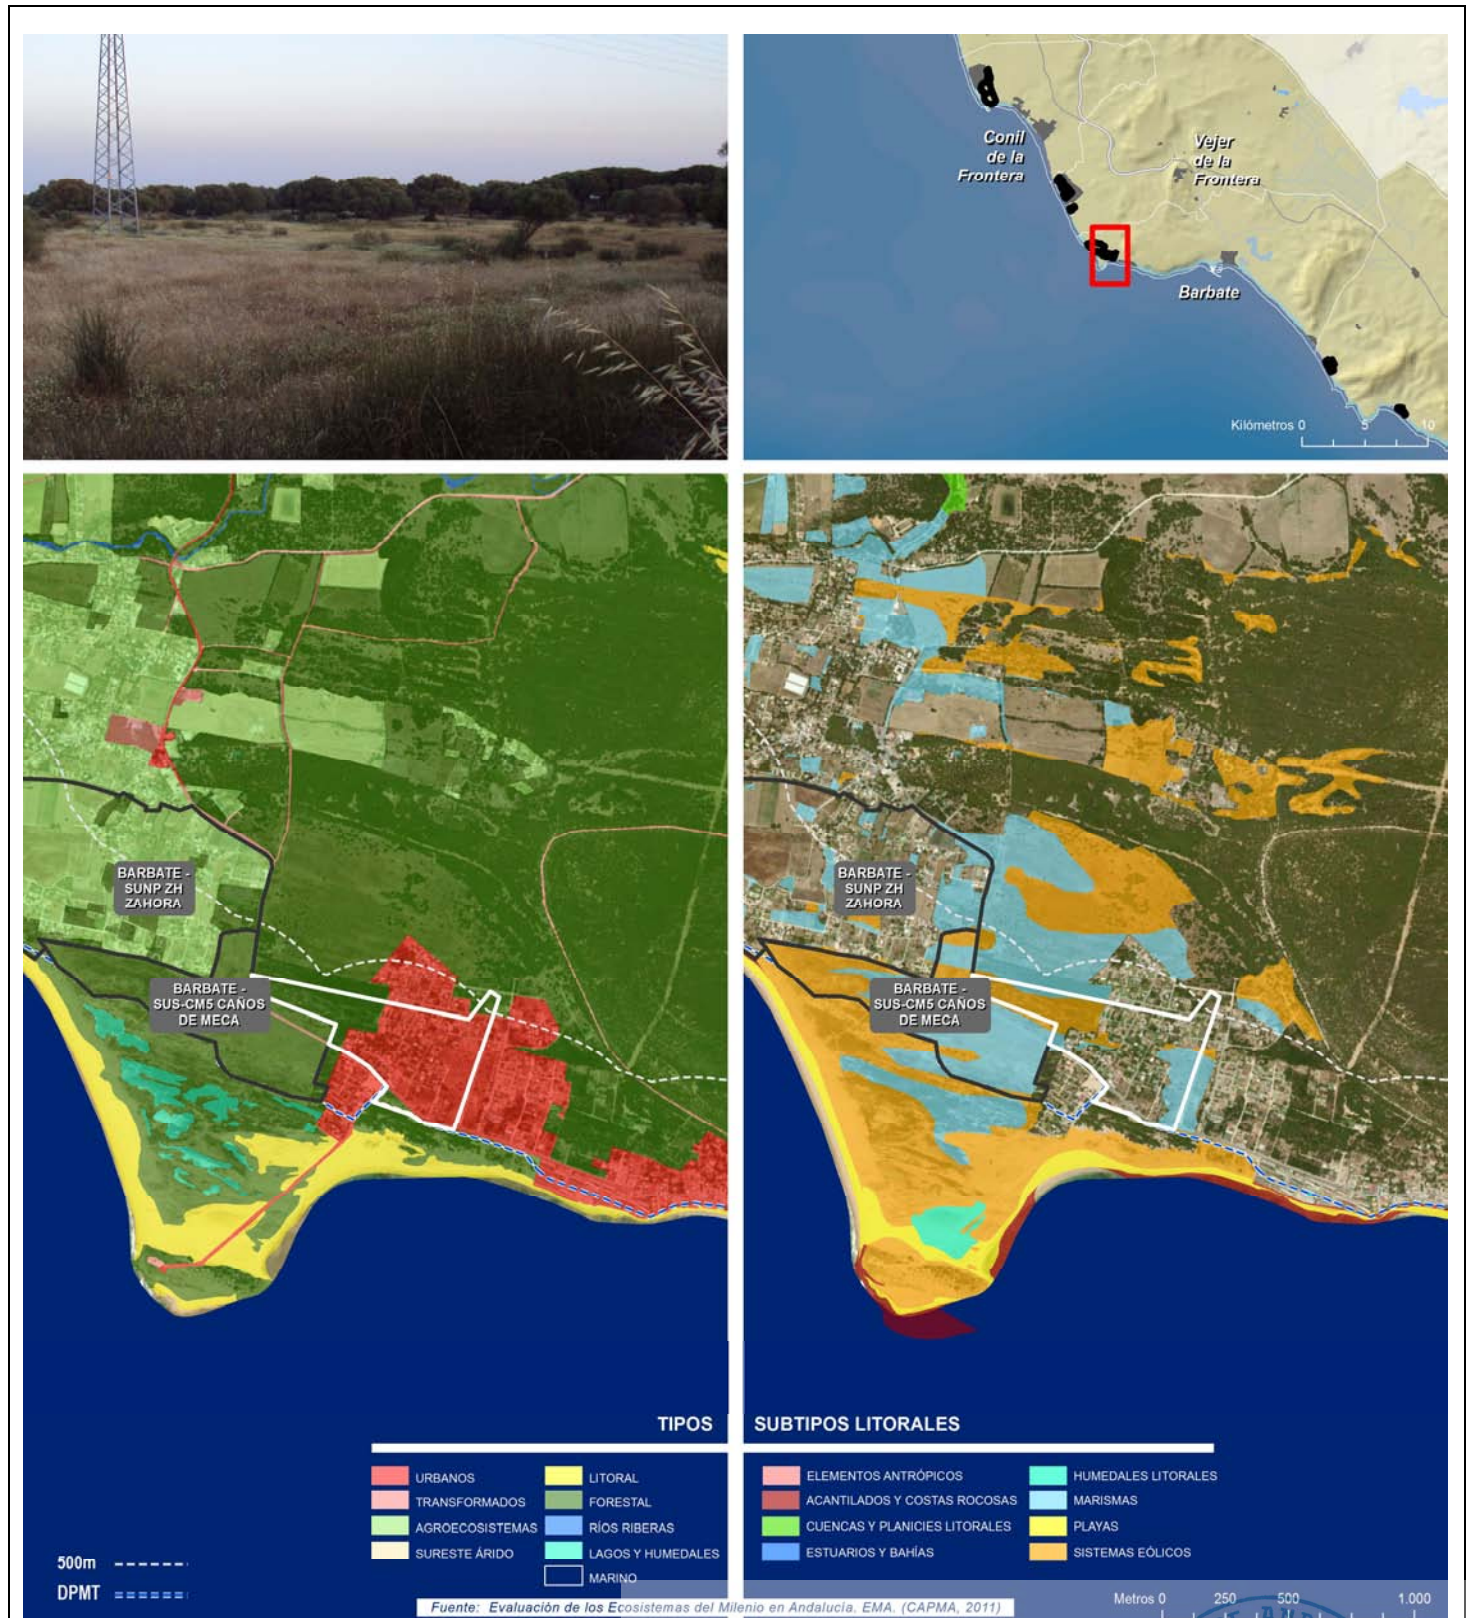 Conil
de la
Frontera
Vejer
de la
Frontera
Barbate
Kilómetros 0 5 10
BARBATE -
SUNP ZH
ZAHORA
BARBATE -
SUS-CM5 CAÑOS
DE MECA
BARBATE -
SUNP ZH
ZAHORA
BARBATE -
SUS-CM5 CAÑOS
DE MECA
TIPOS
URBANOS
TRANSFORMADOS
AGROECOSISTEMAS
SURESTE ÁRIDO
LITORAL
FORESTAL
RÍOS RIBERAS
LAGOS Y HUMEDALES
MARINO
500m
DPMT
SUBTIPOS LITORALES
ELEMENTOS ANTRÓPICOS
ACANTILADOS Y COSTAS ROCOSAS
CUENCAS Y PLANICIES LITORALES
ESTUARIOS Y BAHÍAS
HUMEDALES LITORALES
MARISMAS
PLAYAS
SISTEMAS EÓLICOS
Metros 0 250 500 1.000
Fuente: Evaluación de los Ecosistemas del Milenio en Andalucía. EMA. (CAPMA, 2011)